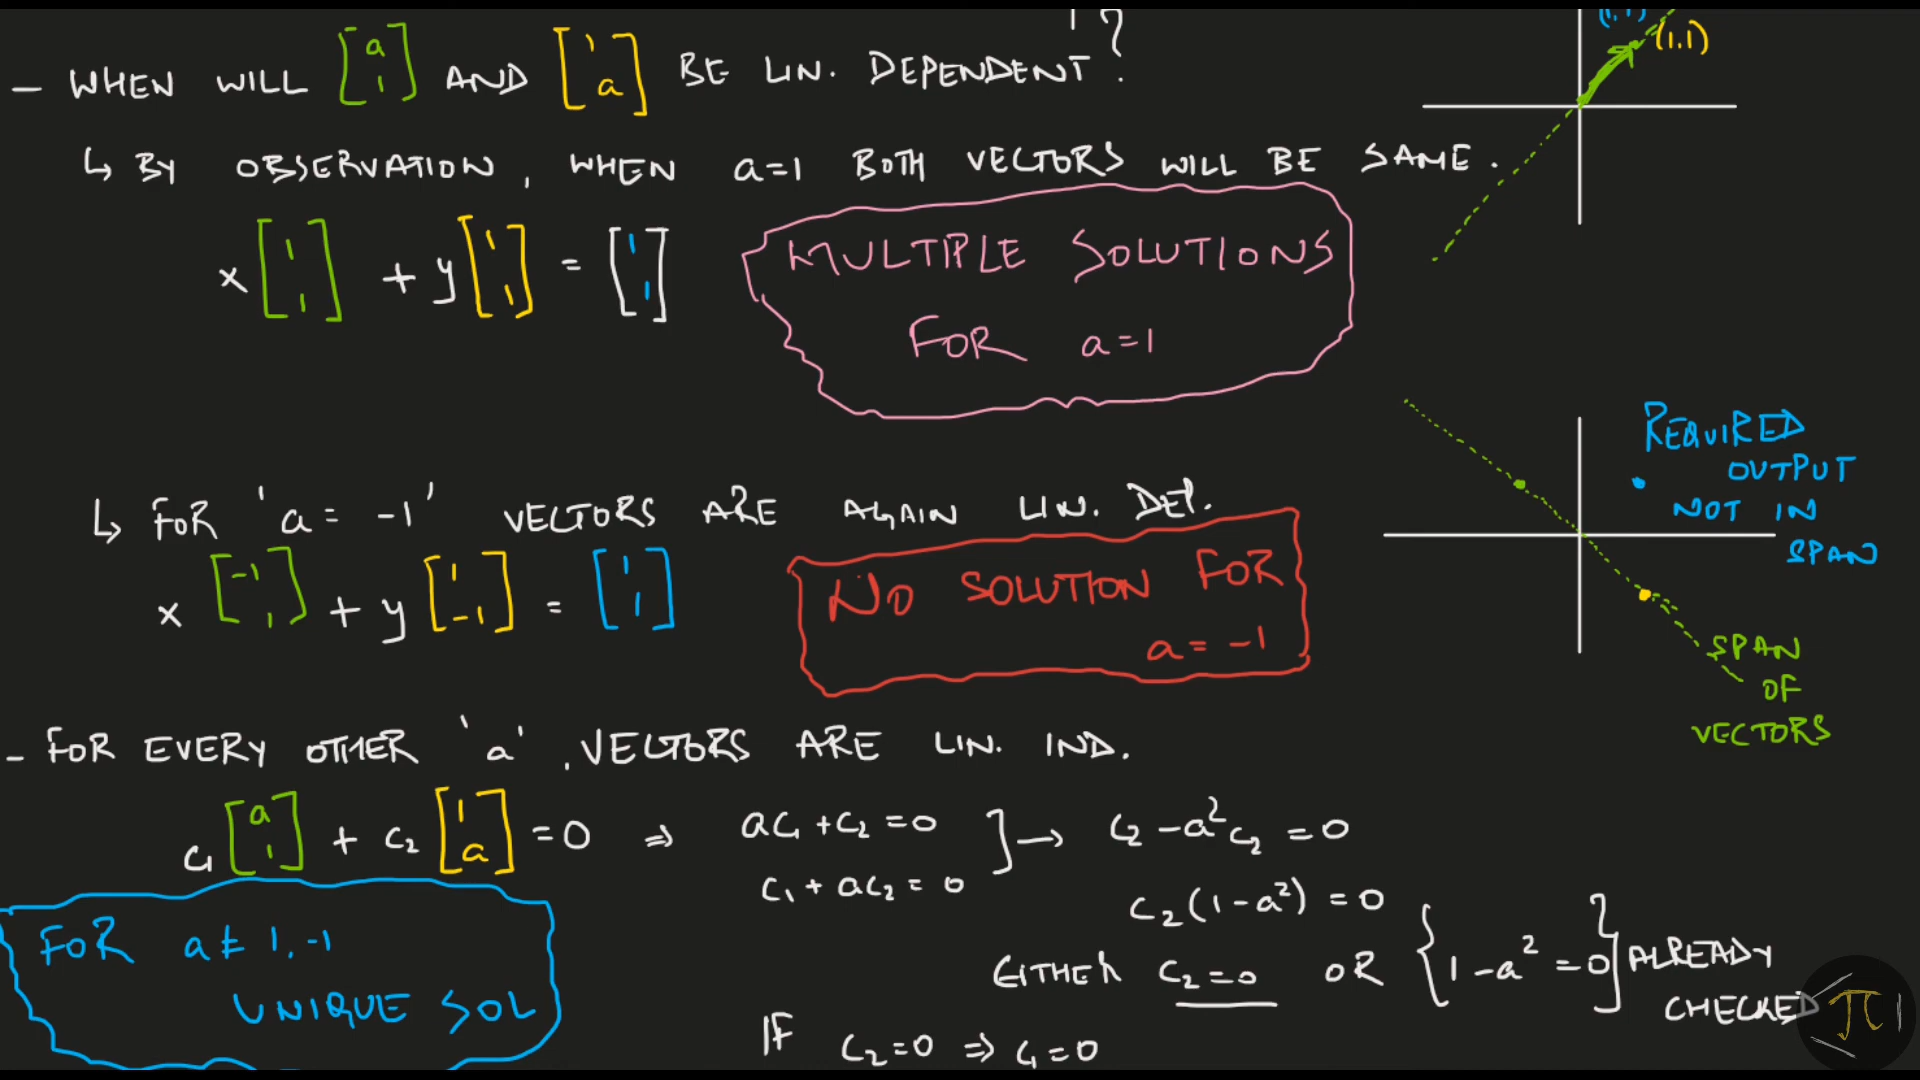 - WHEN WILL [a 1] AND [1 a] BE LIN. DEPENDENT?
(1,1)
(1,1)
↳ BY OBSERVATION, WHEN a=1 BOTH VECTORS WILL BE SAME.
x [1 1] + y [1 1] = [1 1]
MULTIPLE SOLUTIONS
FOR a=1
REQUIRED
OUTPUT
NOT IN
SPAN
↳ FOR 'a = -1' VECTORS ARE AGAIN LIN. DEP.
x [-1 1] + y [1 -1] = [1 1]
NO SOLUTION FOR
a = -1
SPAN
OF
VECTORS
- FOR EVERY OTHER 'a', VECTORS ARE LIN. IND.
c₁ [a 1] + c₂ [1 a] = 0 ⇒
ac₁ + c₂ = 0
c₁ + ac₂ = 0
] → c₂ - a²c₂ = 0
c₂(1-a²) = 0
EITHER c₂ = 0 OR {1-a² = 0} ALREADY
CHECKED
IF c₂=0 ⇒ c₁=0
FOR a ≠ 1, -1
UNIQUE SOL
π